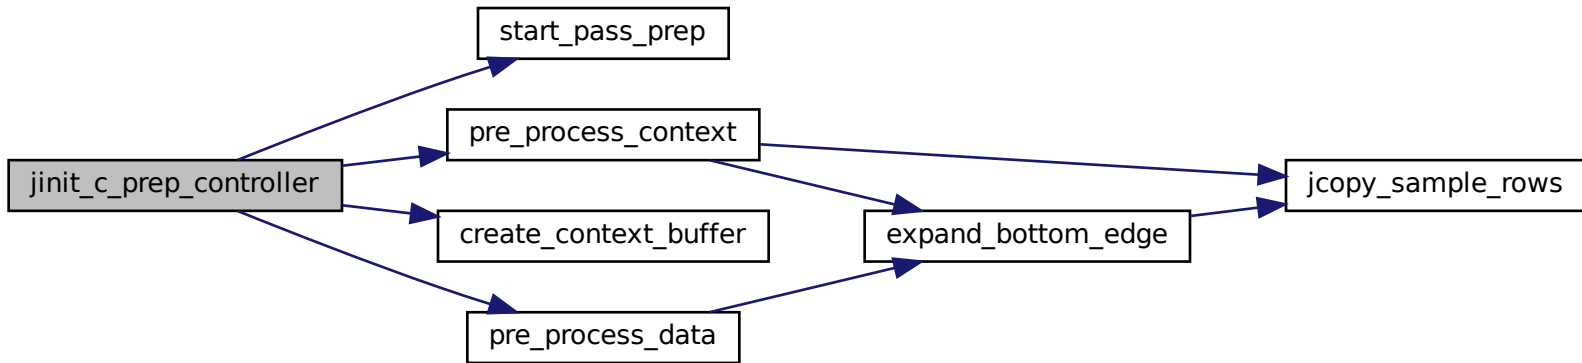 start_pass_prep
pre_process_context
jinit_c_prep_controller
jcopy_sample_rows
create_context_buffer
expand_bottom_edge
pre_process_data